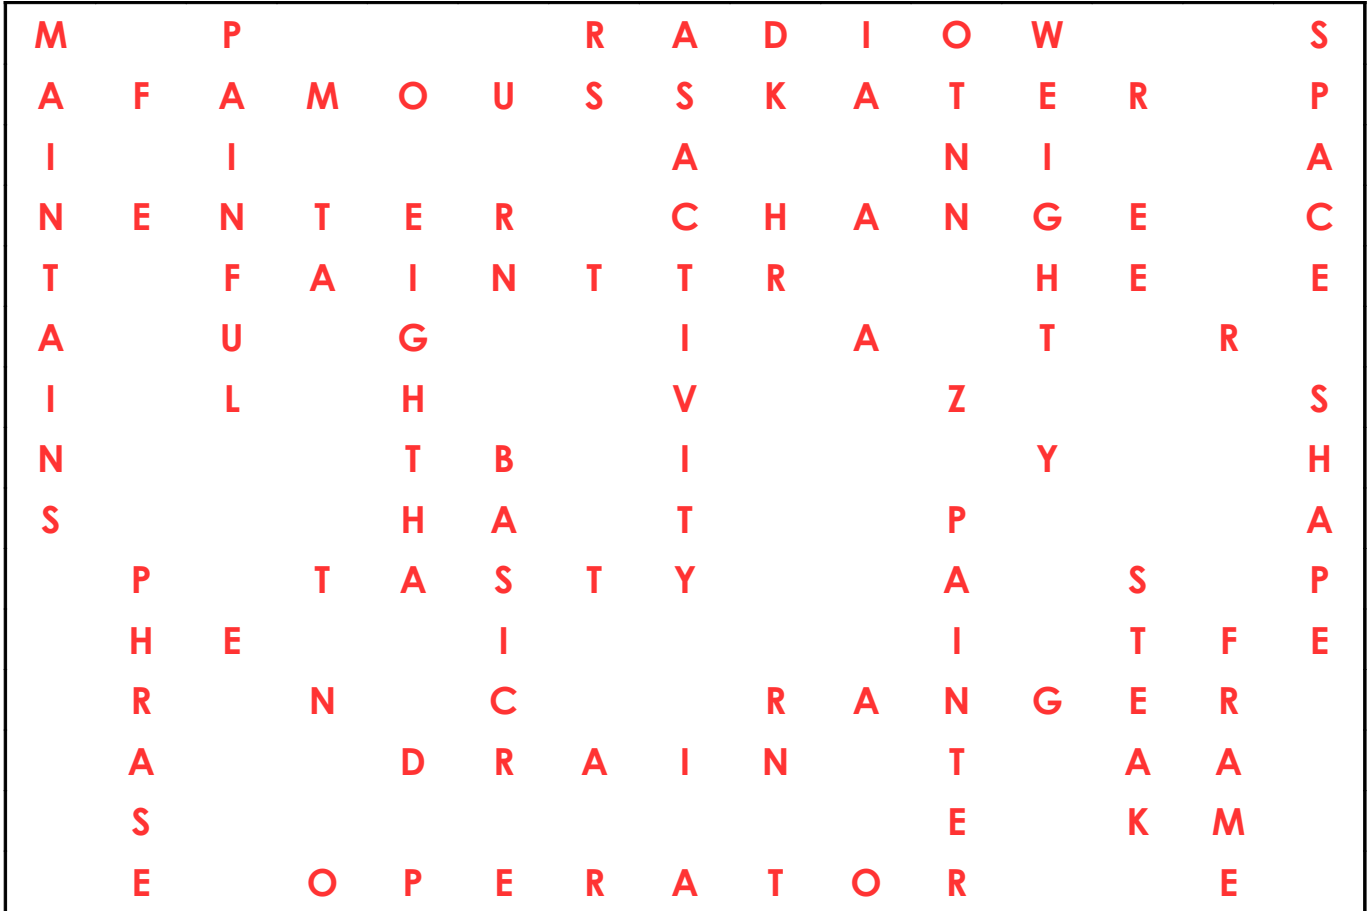 M P R A D I O W S
A F A M O U S S K A T E R P
I I A N I A
N E N T E R C H A N G E C
T F A I N T T R H E E
A U G I A T R
I L H V Z S
N T B I Y H
S H A T P A
P T A S T Y A S P
H E I I T F E
R N C R A N G E R
A D R A I N T A A
S E K M
E O P E R A T O R E